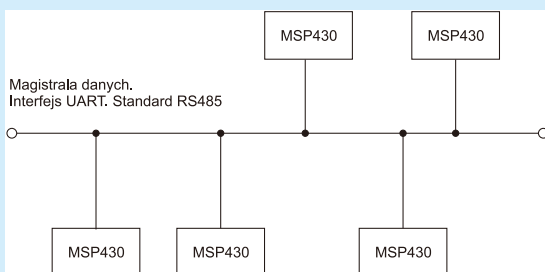 MSP430
MSP430
Magistrala danych.
Interfejs UART. Standard RS485
MSP430
MSP430
MSP430